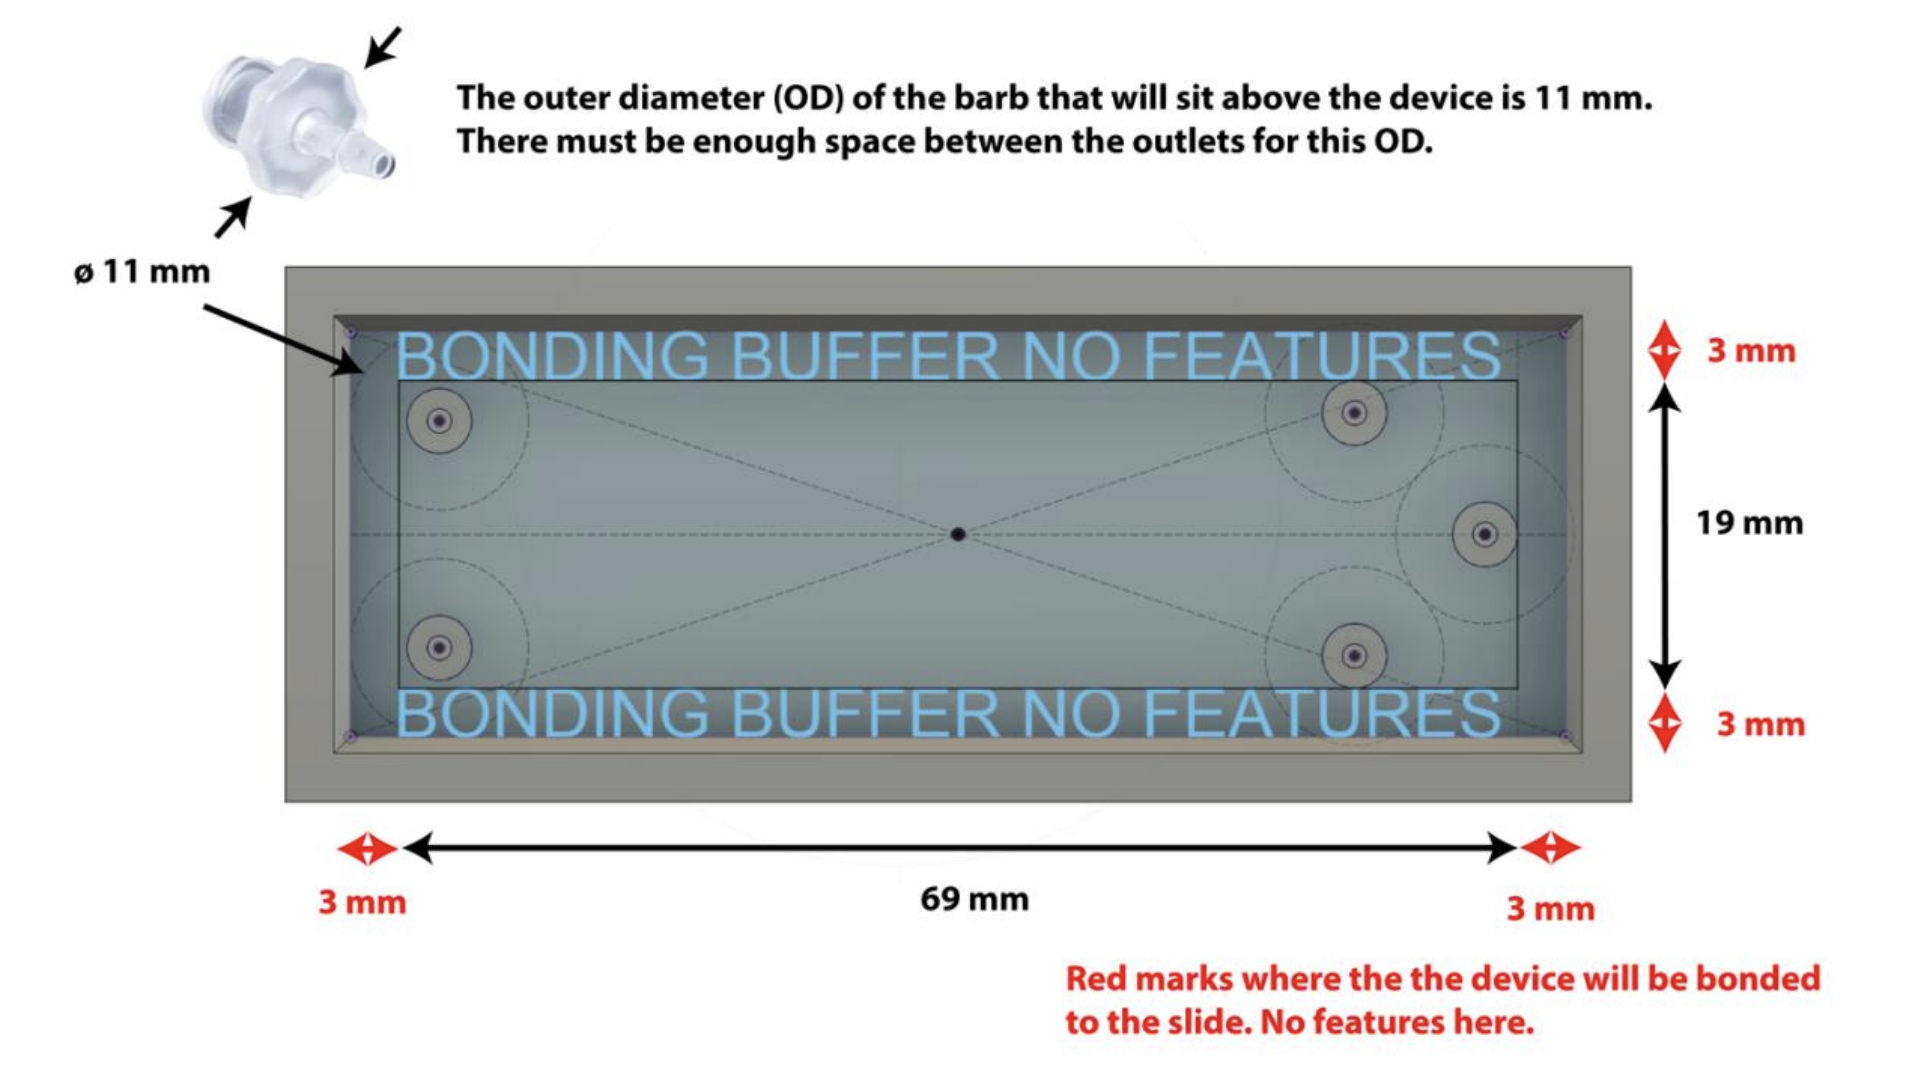 The outer diameter (OD) of the barb that will sit above the device is 11 mm.
There must be enough space between the outlets for this OD.
ø 11 mm
BONDING BUFFER NO FEATURES
3 mm
19 mm
BONDING BUFFER NO FEATURES
3 mm
3 mm
69 mm
3 mm
Red marks where the the device will be bonded
to the slide. No features here.